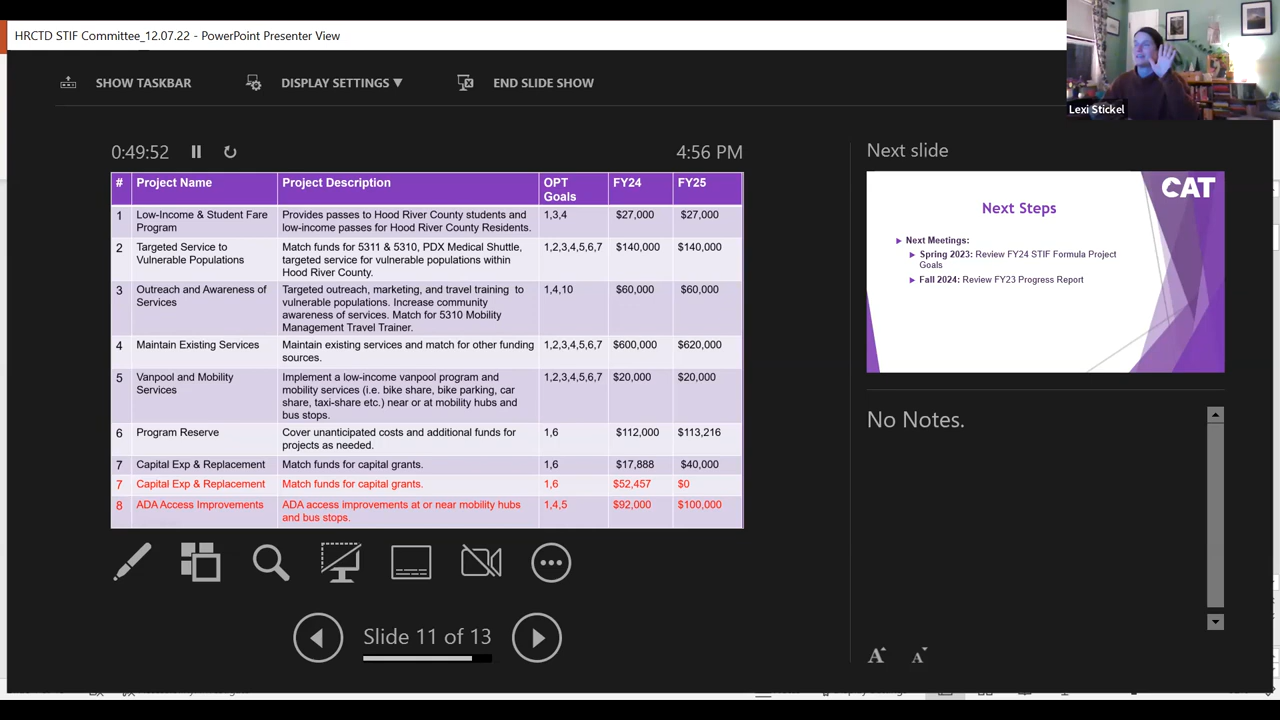 HRCTD STIF Committee_12.07.22 - PowerPoint Presenter View
Lexi Stickel
SHOW TASKBAR
DISPLAY SETTINGS ▼
END SLIDE SHOW
0:49:52
4:56 PM
# Project Name Project Description OPT Goals FY24 FY25
1 Low-Income & Student Fare Program Provides passes to Hood River County students and low-income passes for Hood River County Residents. 1,3,4 $27,000 $27,000
2 Targeted Service to Vulnerable Populations Match funds for 5311 & 5310, PDX Medical Shuttle, targeted service for vulnerable populations within Hood River County. 1,2,3,4,5,6,7 $140,000 $140,000
3 Outreach and Awareness of Services Targeted outreach, marketing, and travel training to vulnerable populations. Increase community awareness of services. Match for 5310 Mobility Management Travel Trainer. 1,4,10 $60,000 $60,000
4 Maintain Existing Services Maintain existing services and match for other funding sources. 1,2,3,4,5,6,7 $600,000 $620,000
5 Vanpool and Mobility Services Implement a low-income vanpool program and mobility services (i.e. bike share, bike parking, car share, taxi-share etc.) near or at mobility hubs and bus stops. 1,2,3,4,5,6,7 $20,000 $20,000
6 Program Reserve Cover unanticipated costs and additional funds for projects as needed. 1,6 $112,000 $113,216
7 Capital Exp & Replacement Match funds for capital grants. 1,6 $17,888 $40,000
7 Capital Exp & Replacement Match funds for capital grants. 1,6 $52,457 $0
8 ADA Access Improvements ADA access improvements at or near mobility hubs and bus stops. 1,4,5 $92,000 $100,000
Slide 11 of 13
Next slide
CAT
Next Steps
Next Meetings:
Spring 2023: Review FY24 STIF Formula Project
Goals
Fall 2024: Review FY23 Progress Report
No Notes.
A A